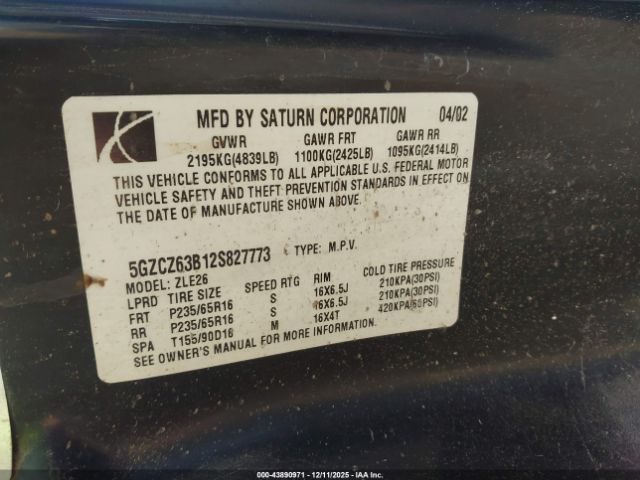 MFD BY SATURN CORPORATION 04/02
GVWR GAWR FRT GAWR RR
2195KG(4839LB) 1100KG(2425LB) 1095KG(2414LB)
THIS VEHICLE CONFORMS TO ALL APPLICABLE U.S. FEDERAL MOTOR
VEHICLE SAFETY AND THEFT PREVENTION STANDARDS IN EFFECT ON
THE DATE OF MANUFACTURE SHOWN ABOVE.
5GZCZ63B12S827773 TYPE: M.P.V.
MODEL: ZLE26
LPRD TIRE SIZE SPEED RTG RIM COLD TIRE PRESSURE
FRT P235/65R16 S 16X6.5J 210KPA(30PSI)
RR P235/65R16 S 16X6.5J 210KPA(30PSI)
SPA T155/90D16 M 16X4T 420KPA(60PSI)
SEE OWNER'S MANUAL FOR MORE INFORMATION.
00-43890971 - 12/11/2025 - IAA Inc.